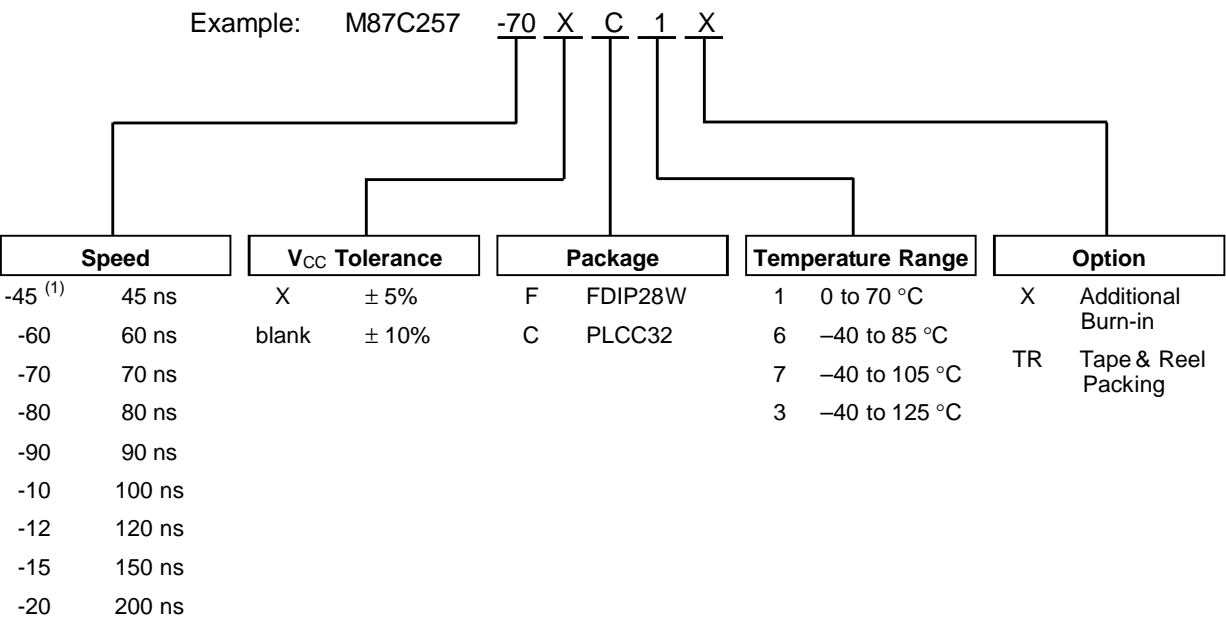 Example: M87C257 -70 X C 1 X
Speed
-45 (1) 45 ns
-60 60 ns
-70 70 ns
-80 80 ns
-90 90 ns
-10 100 ns
-12 120 ns
-15 150 ns
-20 200 ns
VCC Tolerance
X ± 5%
blank ± 10%
Package
F FDIP28W
C PLCC32
Temperature Range
1 0 to 70 °C
6 –40 to 85 °C
7 –40 to 105 °C
3 –40 to 125 °C
Option
X Additional
Burn-in
TR Tape & Reel
Packing